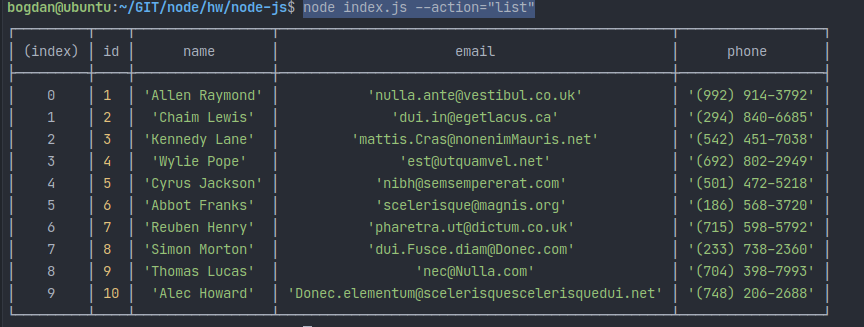 bogdan@ubuntu:~/GIT/node/hw/node-js$ node index.js --action="list"
(index) id name email phone
0 1 'Allen Raymond' 'nulla.ante@vestibul.co.uk' '(992) 914-3792'
1 2 'Chaim Lewis' 'dui.in@egetlacus.ca' '(294) 840-6685'
2 3 'Kennedy Lane' 'mattis.Cras@nonenimMauris.net' '(542) 451-7038'
3 4 'Wylie Pope' 'est@utquamvel.net' '(692) 802-2949'
4 5 'Cyrus Jackson' 'nibh@semsempererat.com' '(501) 472-5218'
5 6 'Abbot Franks' 'scelerisque@magnis.org' '(186) 568-3720'
6 7 'Reuben Henry' 'pharetra.ut@dictum.co.uk' '(715) 598-5792'
7 8 'Simon Morton' 'dui.Fusce.diam@Donec.com' '(233) 738-2360'
8 9 'Thomas Lucas' 'nec@Nulla.com' '(704) 398-7993'
9 10 'Alec Howard' 'Donec.elementum@scelerisquescelerisquedui.net' '(748) 206-2688'